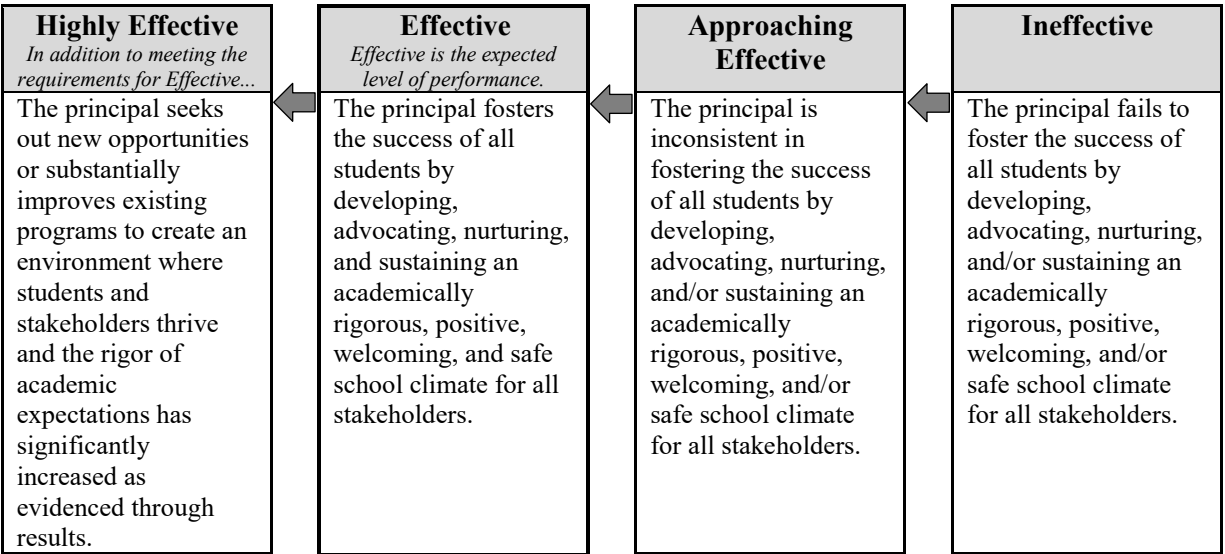 Highly Effective
In addition to meeting the
requirements for Effective...
The principal seeks
out new opportunities
or substantially
improves existing
programs to create an
environment where
students and
stakeholders thrive
and the rigor of
academic
expectations has
significantly
increased as
evidenced through
results.
Effective
Effective is the expected
level of performance.
The principal fosters
the success of all
students by
developing,
advocating, nurturing,
and sustaining an
academically
rigorous, positive,
welcoming, and safe
school climate for all
stakeholders.
Approaching
Effective
The principal is
inconsistent in
fostering the success
of all students by
developing,
advocating, nurturing,
and/or sustaining an
academically
rigorous, positive,
welcoming, and/or
safe school climate
for all stakeholders.
Ineffective
The principal fails to
foster the success of
all students by
developing,
advocating, nurturing,
and/or sustaining an
academically
rigorous, positive,
welcoming, and/or
safe school climate
for all stakeholders.